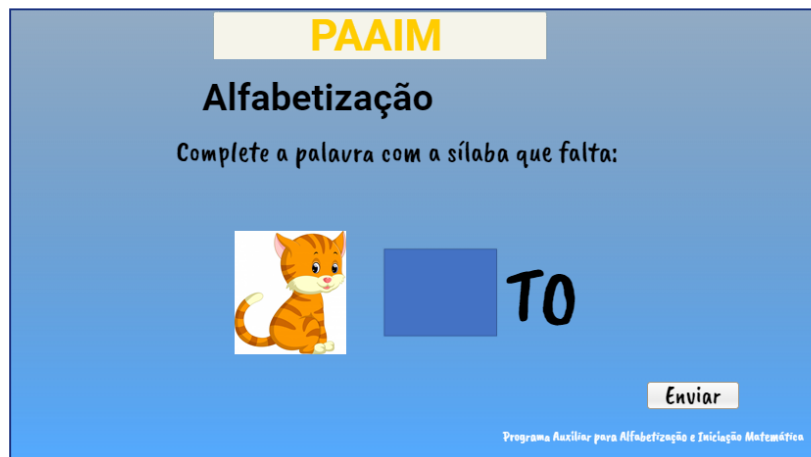 PAAIM
Alfabetização
Complete a palavra com a sílaba que falta:
TO
Enviar
Programa Auxiliar para Alfabetização e Iniciação Matemática